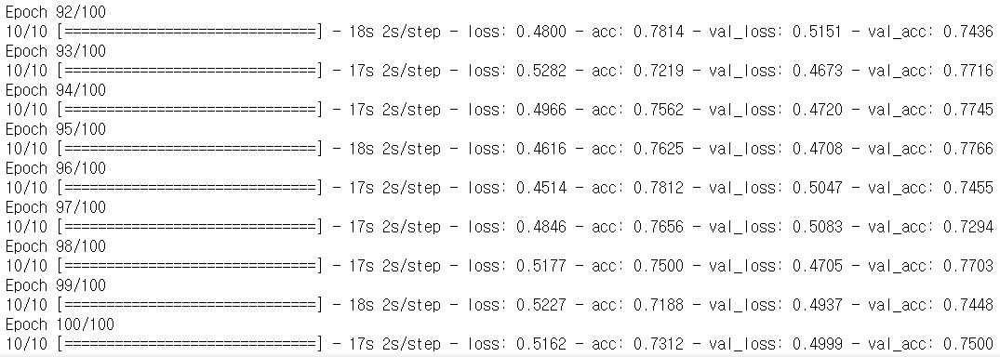 Epoch 92/100
10/10 [==============================] - 18s 2s/step - loss: 0.4800 - acc: 0.7814 - val_loss: 0.5151 - val_acc: 0.7436
Epoch 93/100
10/10 [==============================] - 17s 2s/step - loss: 0.5282 - acc: 0.7219 - val_loss: 0.4673 - val_acc: 0.7716
Epoch 94/100
10/10 [==============================] - 17s 2s/step - loss: 0.4966 - acc: 0.7562 - val_loss: 0.4720 - val_acc: 0.7745
Epoch 95/100
10/10 [==============================] - 18s 2s/step - loss: 0.4616 - acc: 0.7625 - val_loss: 0.4708 - val_acc: 0.7766
Epoch 96/100
10/10 [==============================] - 17s 2s/step - loss: 0.4514 - acc: 0.7812 - val_loss: 0.5047 - val_acc: 0.7455
Epoch 97/100
10/10 [==============================] - 17s 2s/step - loss: 0.4846 - acc: 0.7656 - val_loss: 0.5083 - val_acc: 0.7294
Epoch 98/100
10/10 [==============================] - 17s 2s/step - loss: 0.5177 - acc: 0.7500 - val_loss: 0.4705 - val_acc: 0.7703
Epoch 99/100
10/10 [==============================] - 18s 2s/step - loss: 0.5227 - acc: 0.7188 - val_loss: 0.4937 - val_acc: 0.7448
Epoch 100/100
10/10 [==============================] - 17s 2s/step - loss: 0.5162 - acc: 0.7312 - val_loss: 0.4999 - val_acc: 0.7500